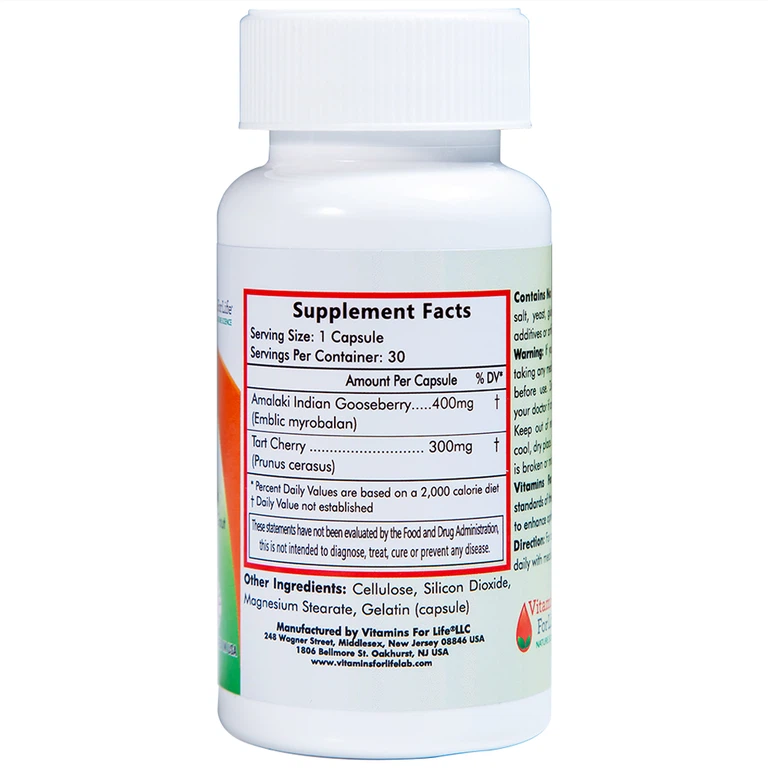 Supplement Facts
Serving Size: 1 Capsule
Servings Per Container: 30
Amount Per Capsule % DV*
Amalaki Indian Gooseberry.....400mg †
(Emblic myrobalan)
Tart Cherry ........................... 300mg †
(Prunus cerasus)
* Percent Daily Values are based on a 2,000 calorie diet
† Daily Value not established
These statements have not been evaluated by the Food and Drug Administration,
this is not intended to diagnose, treat, cure or prevent any disease.
Other Ingredients: Cellulose, Silicon Dioxide,
Magnesium Stearate, Gelatin (capsule)
Manufactured by Vitamins For Life®LLC
248 Wagner Street, Middlesex, New Jersey 08846 USA
1806 Bellmore St. Oakhurst, NJ USA
www.vitaminsforlifelab.com
Contains
salt, yeast,
additives or
Warning:
taking any
before use.
your doctor
Keep out of
cool, dry
is broken or
Vitamins
standards of
to enhance
Direction:
daily with
Vitamins
For